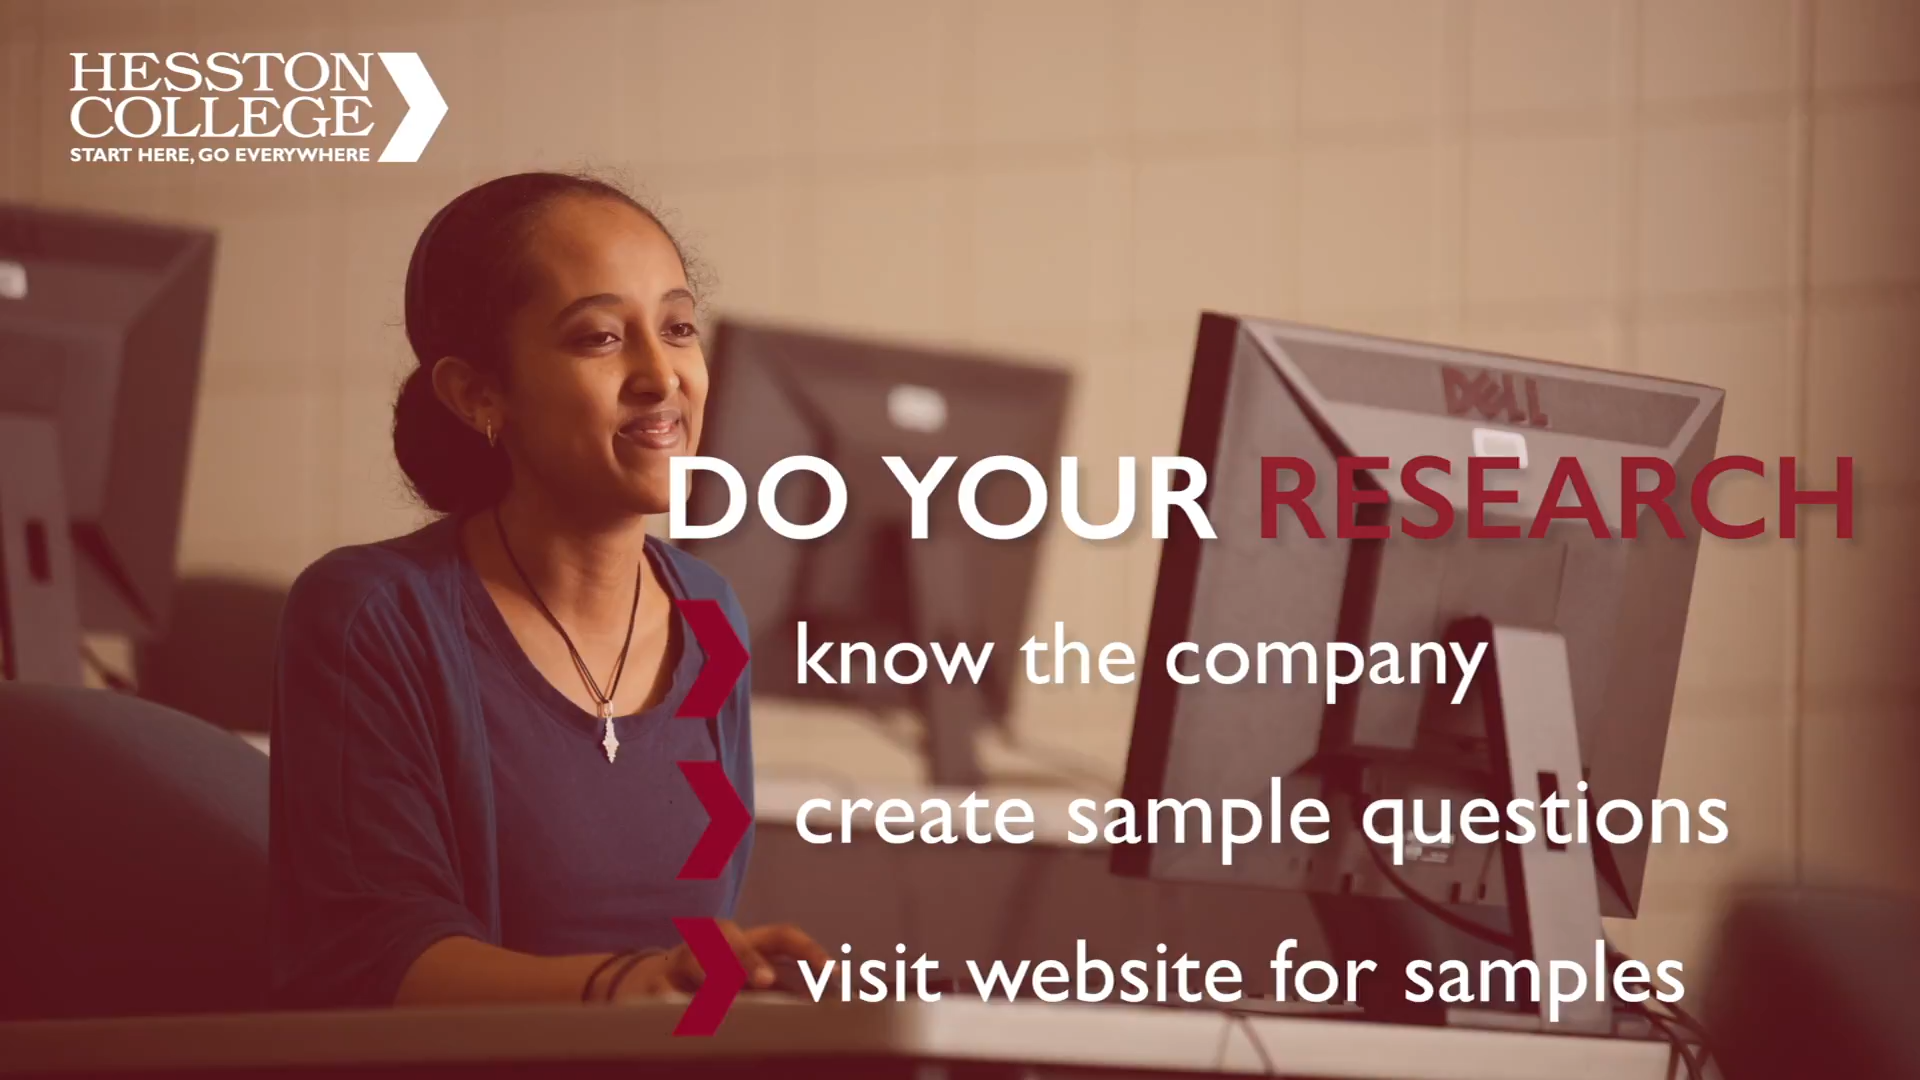 HESSTON
COLLEGE
START HERE, GO EVERYWHERE
DELL
DO YOUR RESEARCH
know the company
create sample questions
visit website for samples